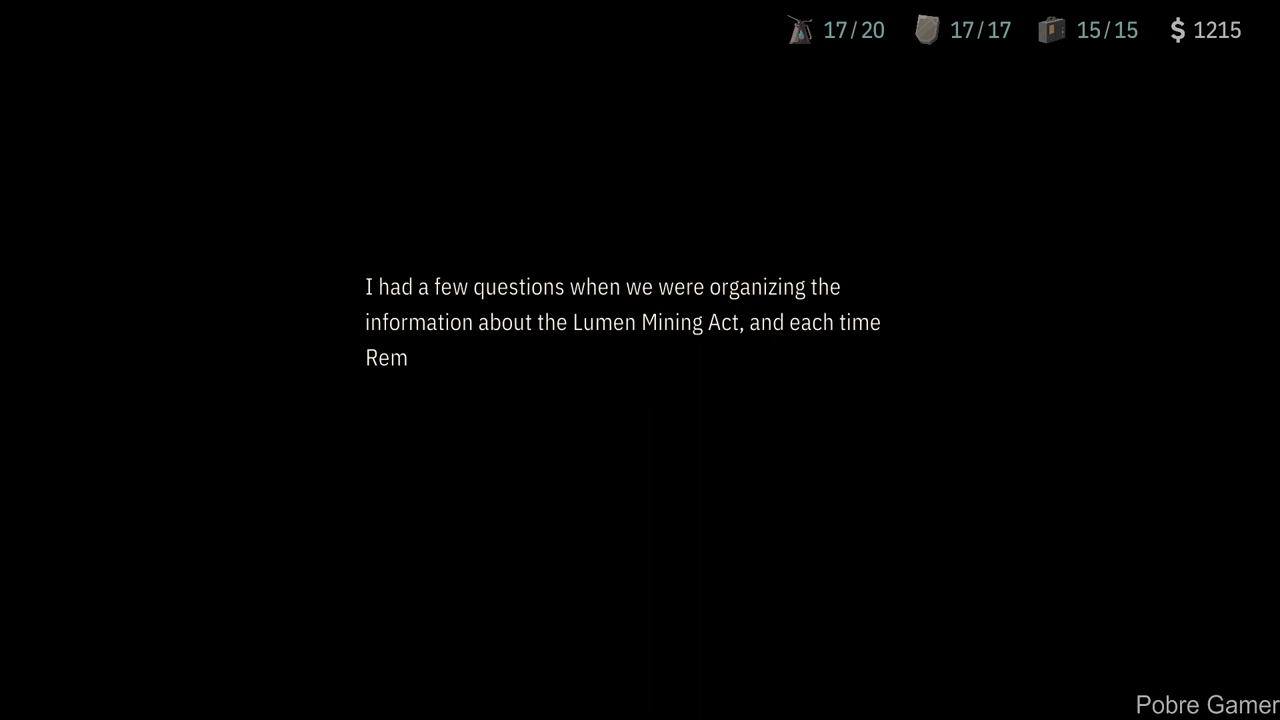 17/20 17/17 15/15 $ 1215
I had a few questions when we were organizing the
information about the Lumen Mining Act, and each time
Rem
Pobre Gamer